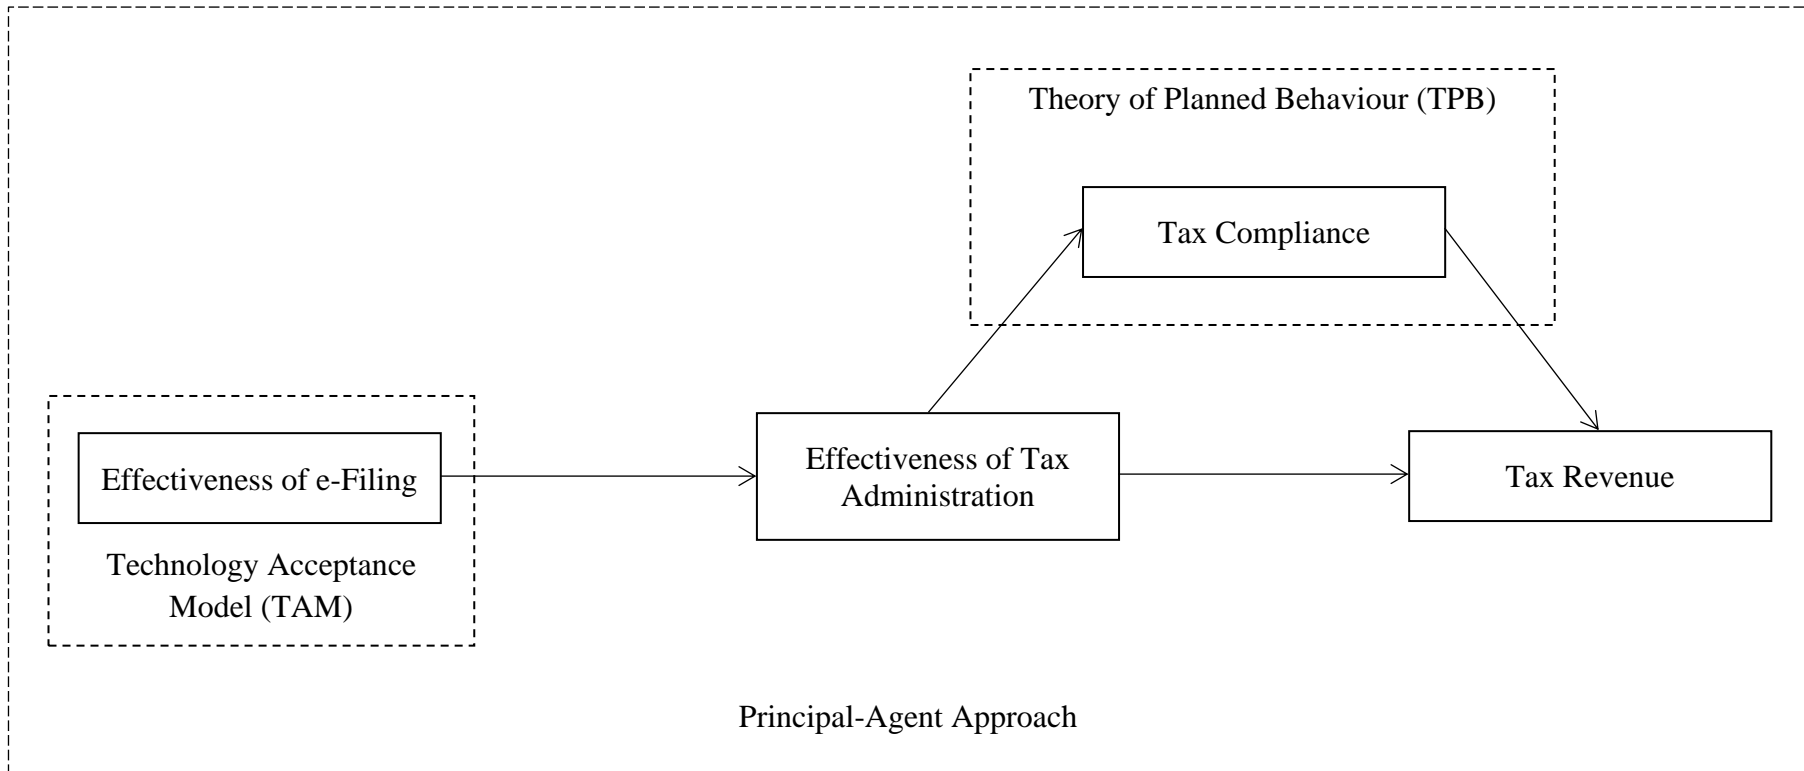 Theory of Planned Behaviour (TPB)
Tax Compliance
Effectiveness of e-Filing
Technology Acceptance
Model (TAM)
Effectiveness of Tax
Administration
Tax Revenue
Principal-Agent Approach